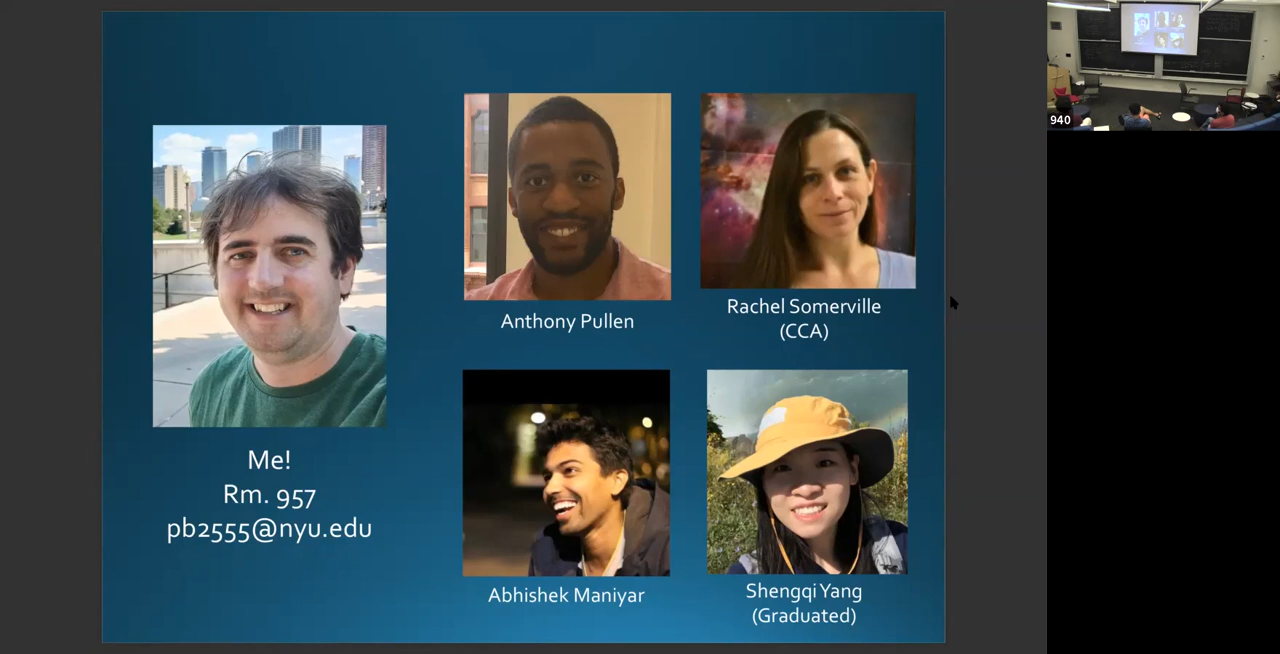 Me!
Rm. 957
pb2555@nyu.edu
Anthony Pullen
Rachel Somerville
(CCA)
Abhishek Maniyar
Shengqi Yang
(Graduated)
940